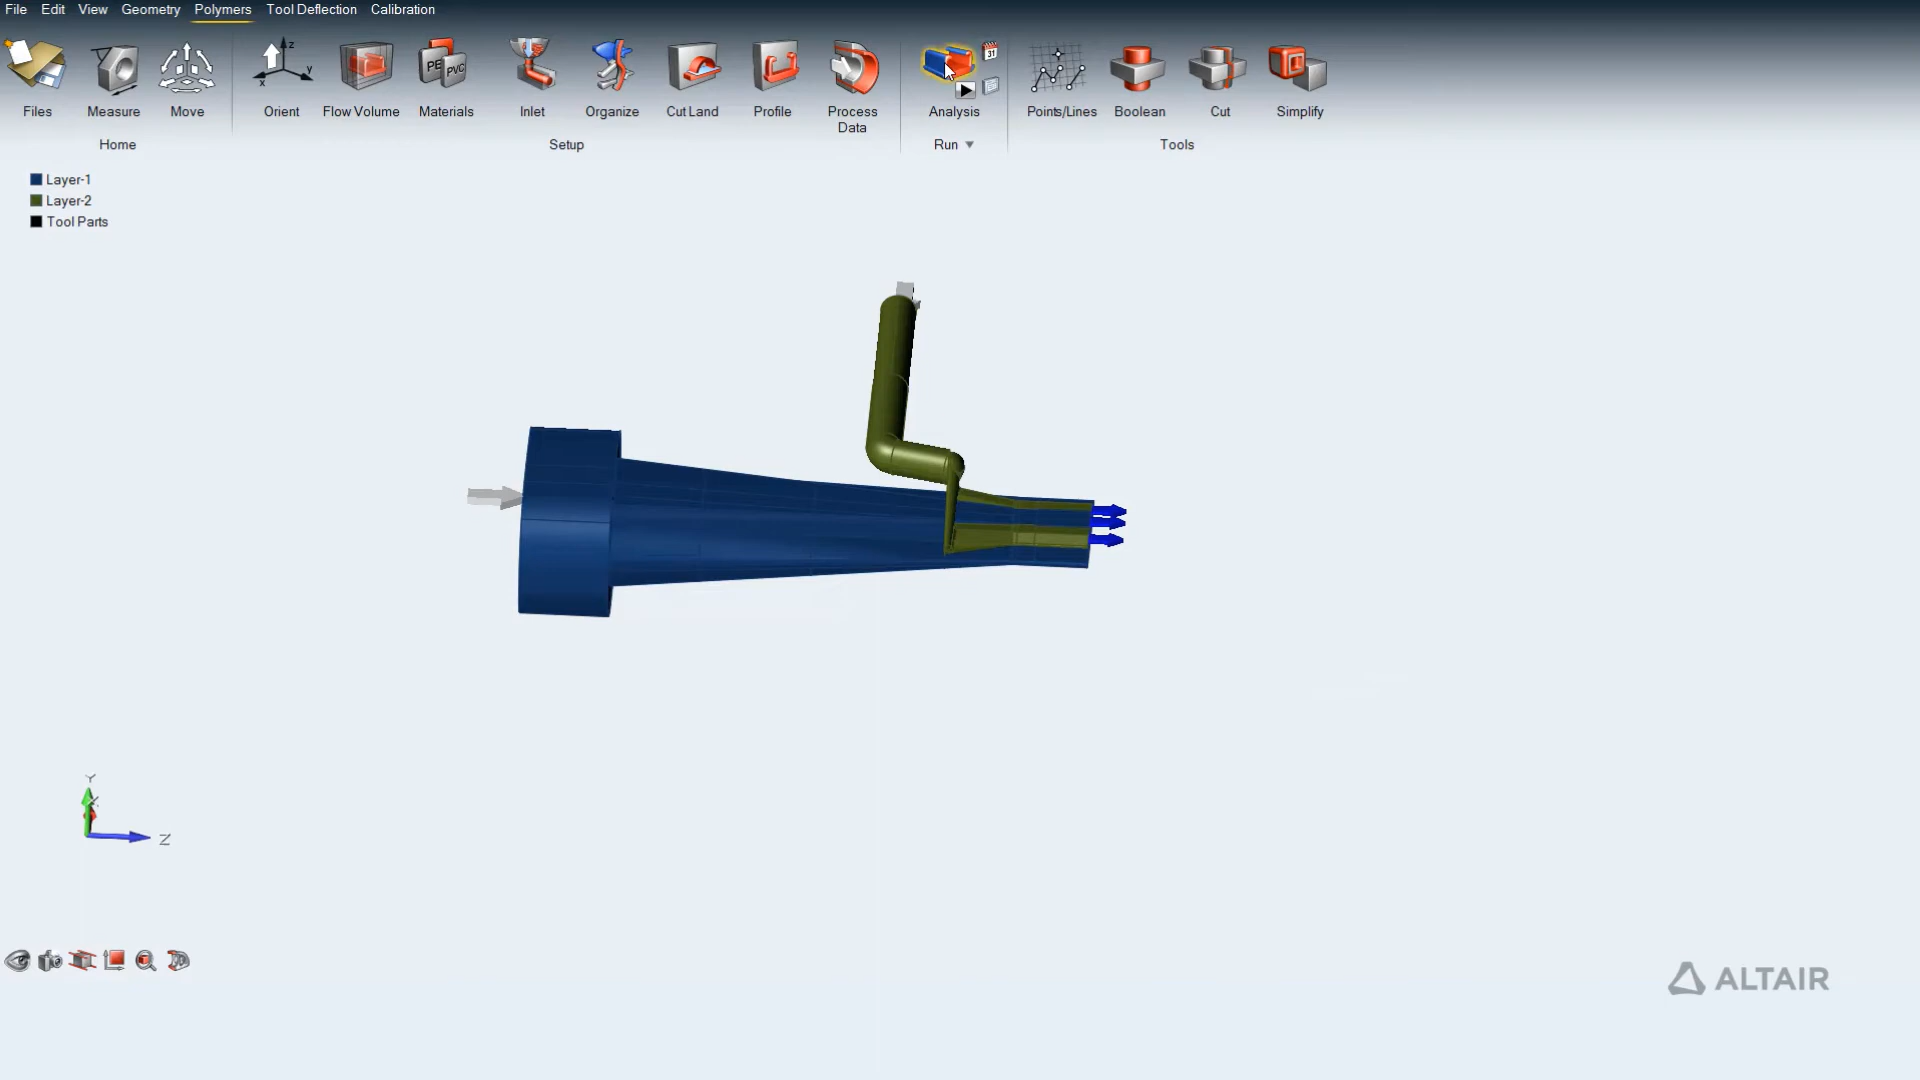 File Edit View Geometry Polymers Tool Deflection Calibration
z
x y
PE PVC
31
Files Measure Move Orient Flow Volume Materials Inlet Organize Cut Land Profile Process Data Analysis Points/Lines Boolean Cut Simplify
Home Setup Run Tools
Layer-1
Layer-2
Tool Parts
Y
Z
ALTAIR